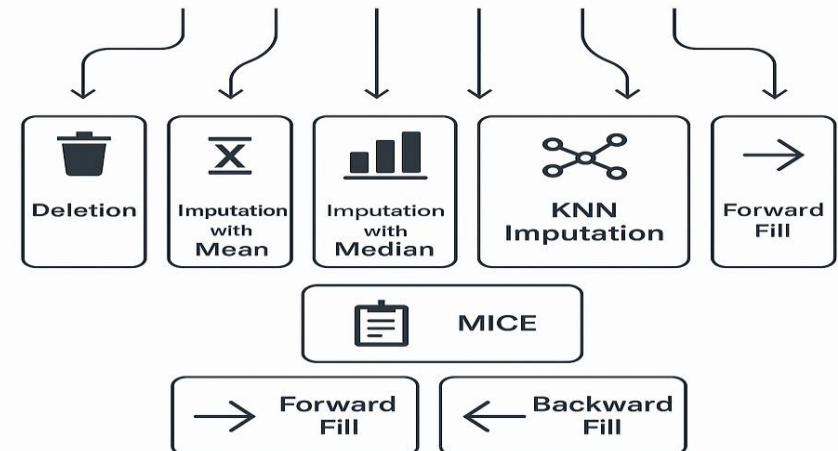 Deletion
Imputation
with
Mean
Imputation
with
Median
KNN
Imputation
Forward
Fill
MICE
Forward
Fill
Backward
Fill